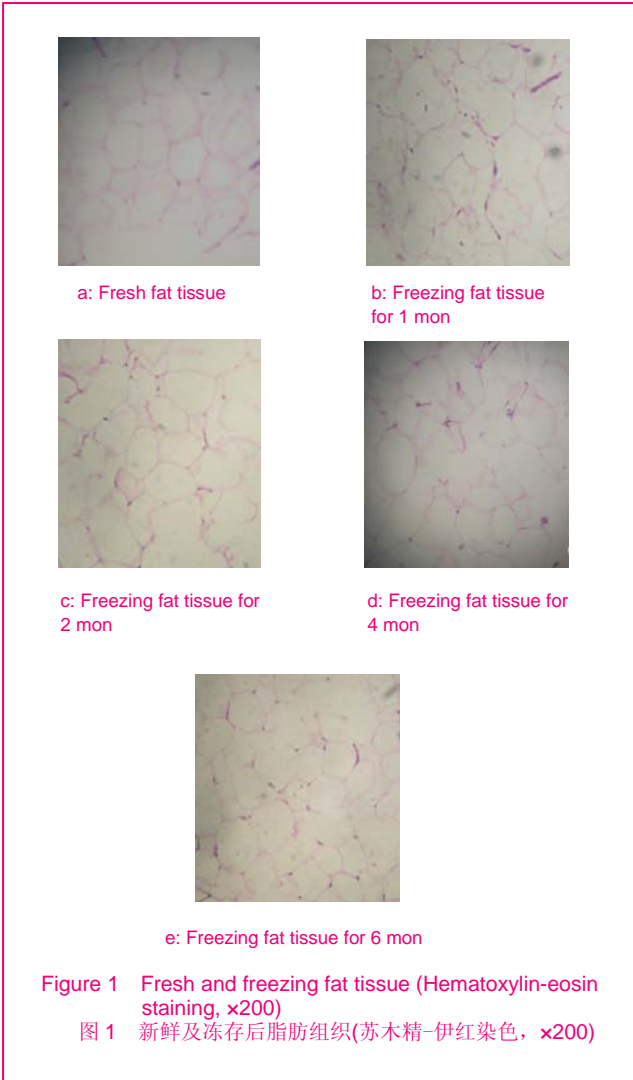 a: Fresh fat tissue
b: Freezing fat tissue
for 1 mon
c: Freezing fat tissue for
2 mon
d: Freezing fat tissue for
4 mon
e: Freezing fat tissue for 6 mon
Figure 1 Fresh and freezing fat tissue (Hematoxylin-eosin
staining, ×200)
图 1 新鲜及冻存后脂肪组织(苏木精-伊红染色，×200)